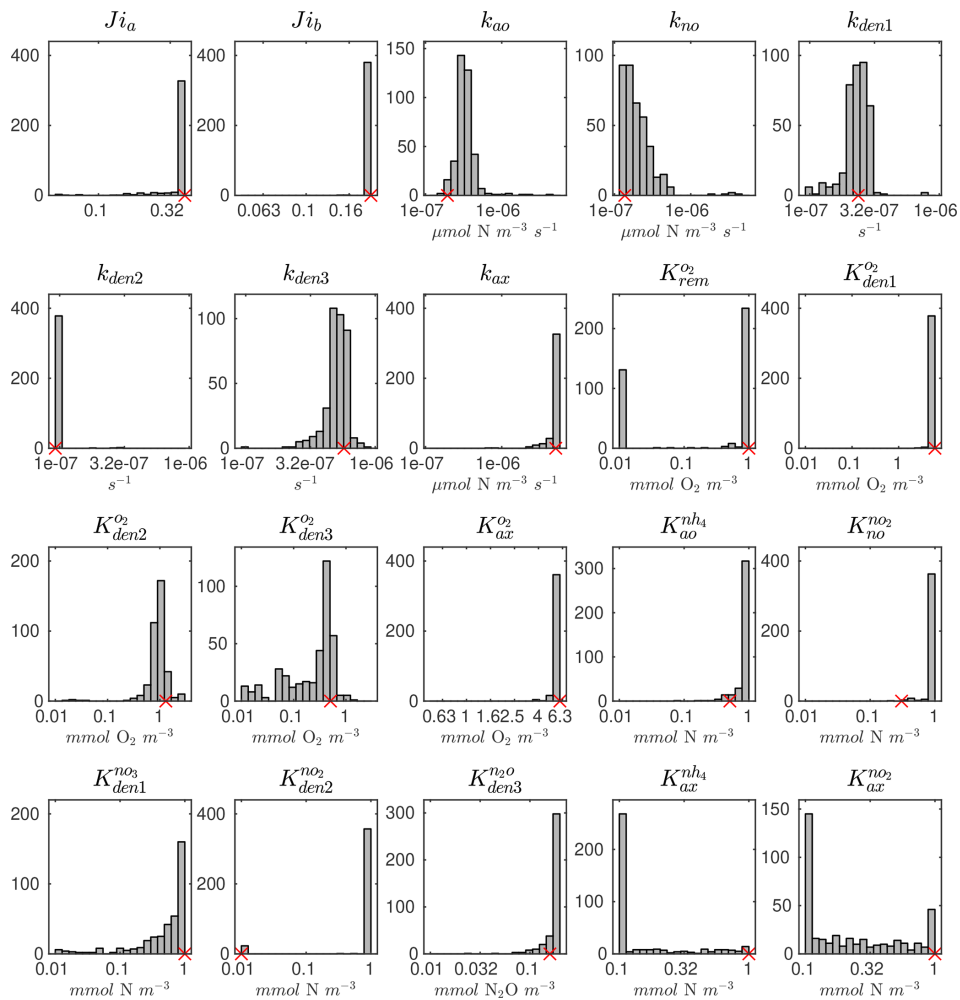 Ji_a Ji_b k_ao k_no k_den1
400 400 150 150 100
200 200 100 100 50
50 50
0 0 0 0 0
0.1 0.32 0.063 0.1 0.16 1e-07 1e-06 1e-07 1e-06 1e-07 3.2e-07 1e-06
μmol N m^−3 s^−1 μmol N m^−3 s^−1 s^−1
k_den2 k_den3 k_ax K_rem^o2 K_den1^o2
400 100 400 200 400
200 50 200 100 200
0 0 0 0 0
1e-07 3.2e-07 1e-06 1e-07 3.2e-07 1e-06 1e-07 1e-06 0.01 0.1 1 0.01 0.1 1
s^−1 s^−1 μmol N m^−3 s^−1 mmol O_2 m^−3 mmol O_2 m^−3
K_den2^o2 K_den3^o2 K_ax^o2 K_ao^nh4 K_no^no2
200 100 400 300 400
100 50 200 200 200
100
0 0 0 0 0
0.01 0.1 1 0.01 0.1 1 0.63 1 1.6 2.5 4 6.3 0.01 0.1 1 0.01 0.1 1
mmol O_2 m^−3 mmol O_2 m^−3 mmol O_2 m^−3 mmol N m^−3 mmol N m^−3
K_den1^no3 K_den2^no2 K_den3^n2o K_ax^nh4 K_ax^no2
200 400 300 200 150
100 200 200 100 100
100 50
0 0 0 0 0
0.01 0.1 1 0.01 0.1 1 0.01 0.032 0.1 0.1 0.32 1 0.1 0.32 1
mmol N m^−3 mmol N m^−3 mmol N_2O m^−3 mmol N m^−3 mmol N m^−3